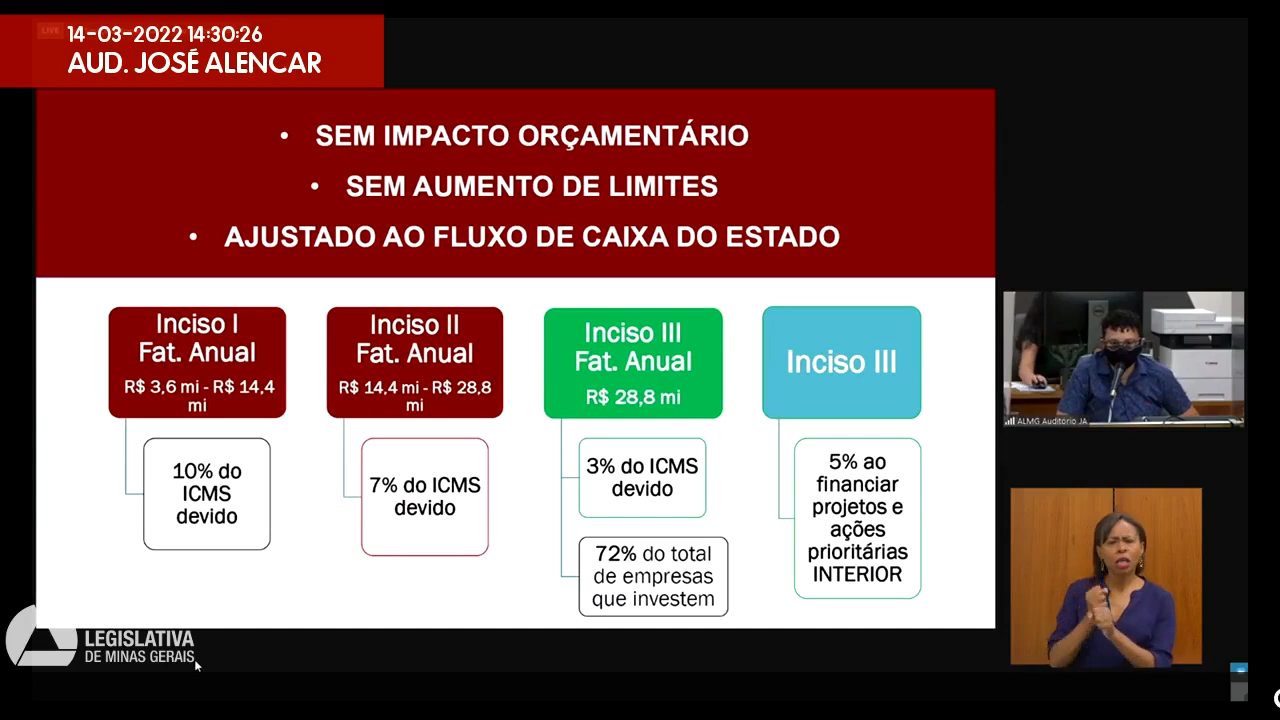 LIVE
14-03-2022 14:30:26
AUD. JOSÉ ALENCAR
• SEM IMPACTO ORÇAMENTÁRIO
• SEM AUMENTO DE LIMITES
• AJUSTADO AO FLUXO DE CAIXA DO ESTADO
Inciso I
Fat. Anual
R$ 3,6 mi - R$ 14,4
mi
10% do
ICMS
devido
Inciso II
Fat. Anual
R$ 14,4 mi - R$ 28,8
mi
7% do ICMS
devido
Inciso III
Fat. Anual
R$ 28,8 mi
3% do ICMS
devido
72% do total
de empresas
que investem
Inciso III
5% ao
financiar
projetos e
ações
prioritárias
INTERIOR
ALMG Auditório JA
LEGISLATIVA
DE MINAS GERAIS